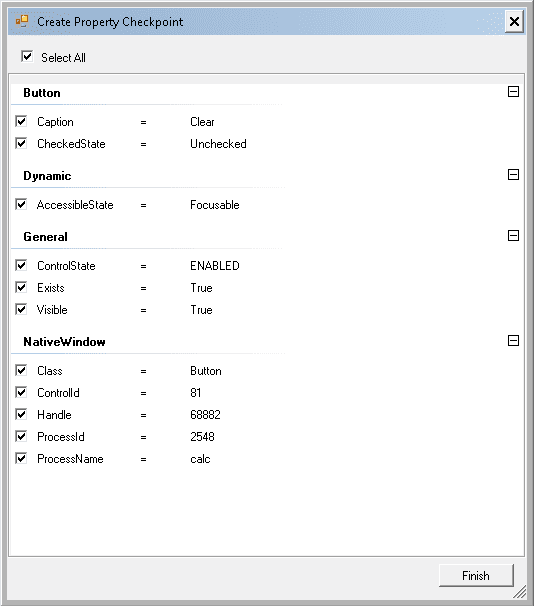 Create Property Checkpoint
Select All
Button
Caption = Clear
CheckedState = Unchecked
Dynamic
AccessibleState = Focusable
General
ControlState = ENABLED
Exists = True
Visible = True
NativeWindow
Class = Button
ControlId = 81
Handle = 68882
ProcessId = 2548
ProcessName = calc
Finish